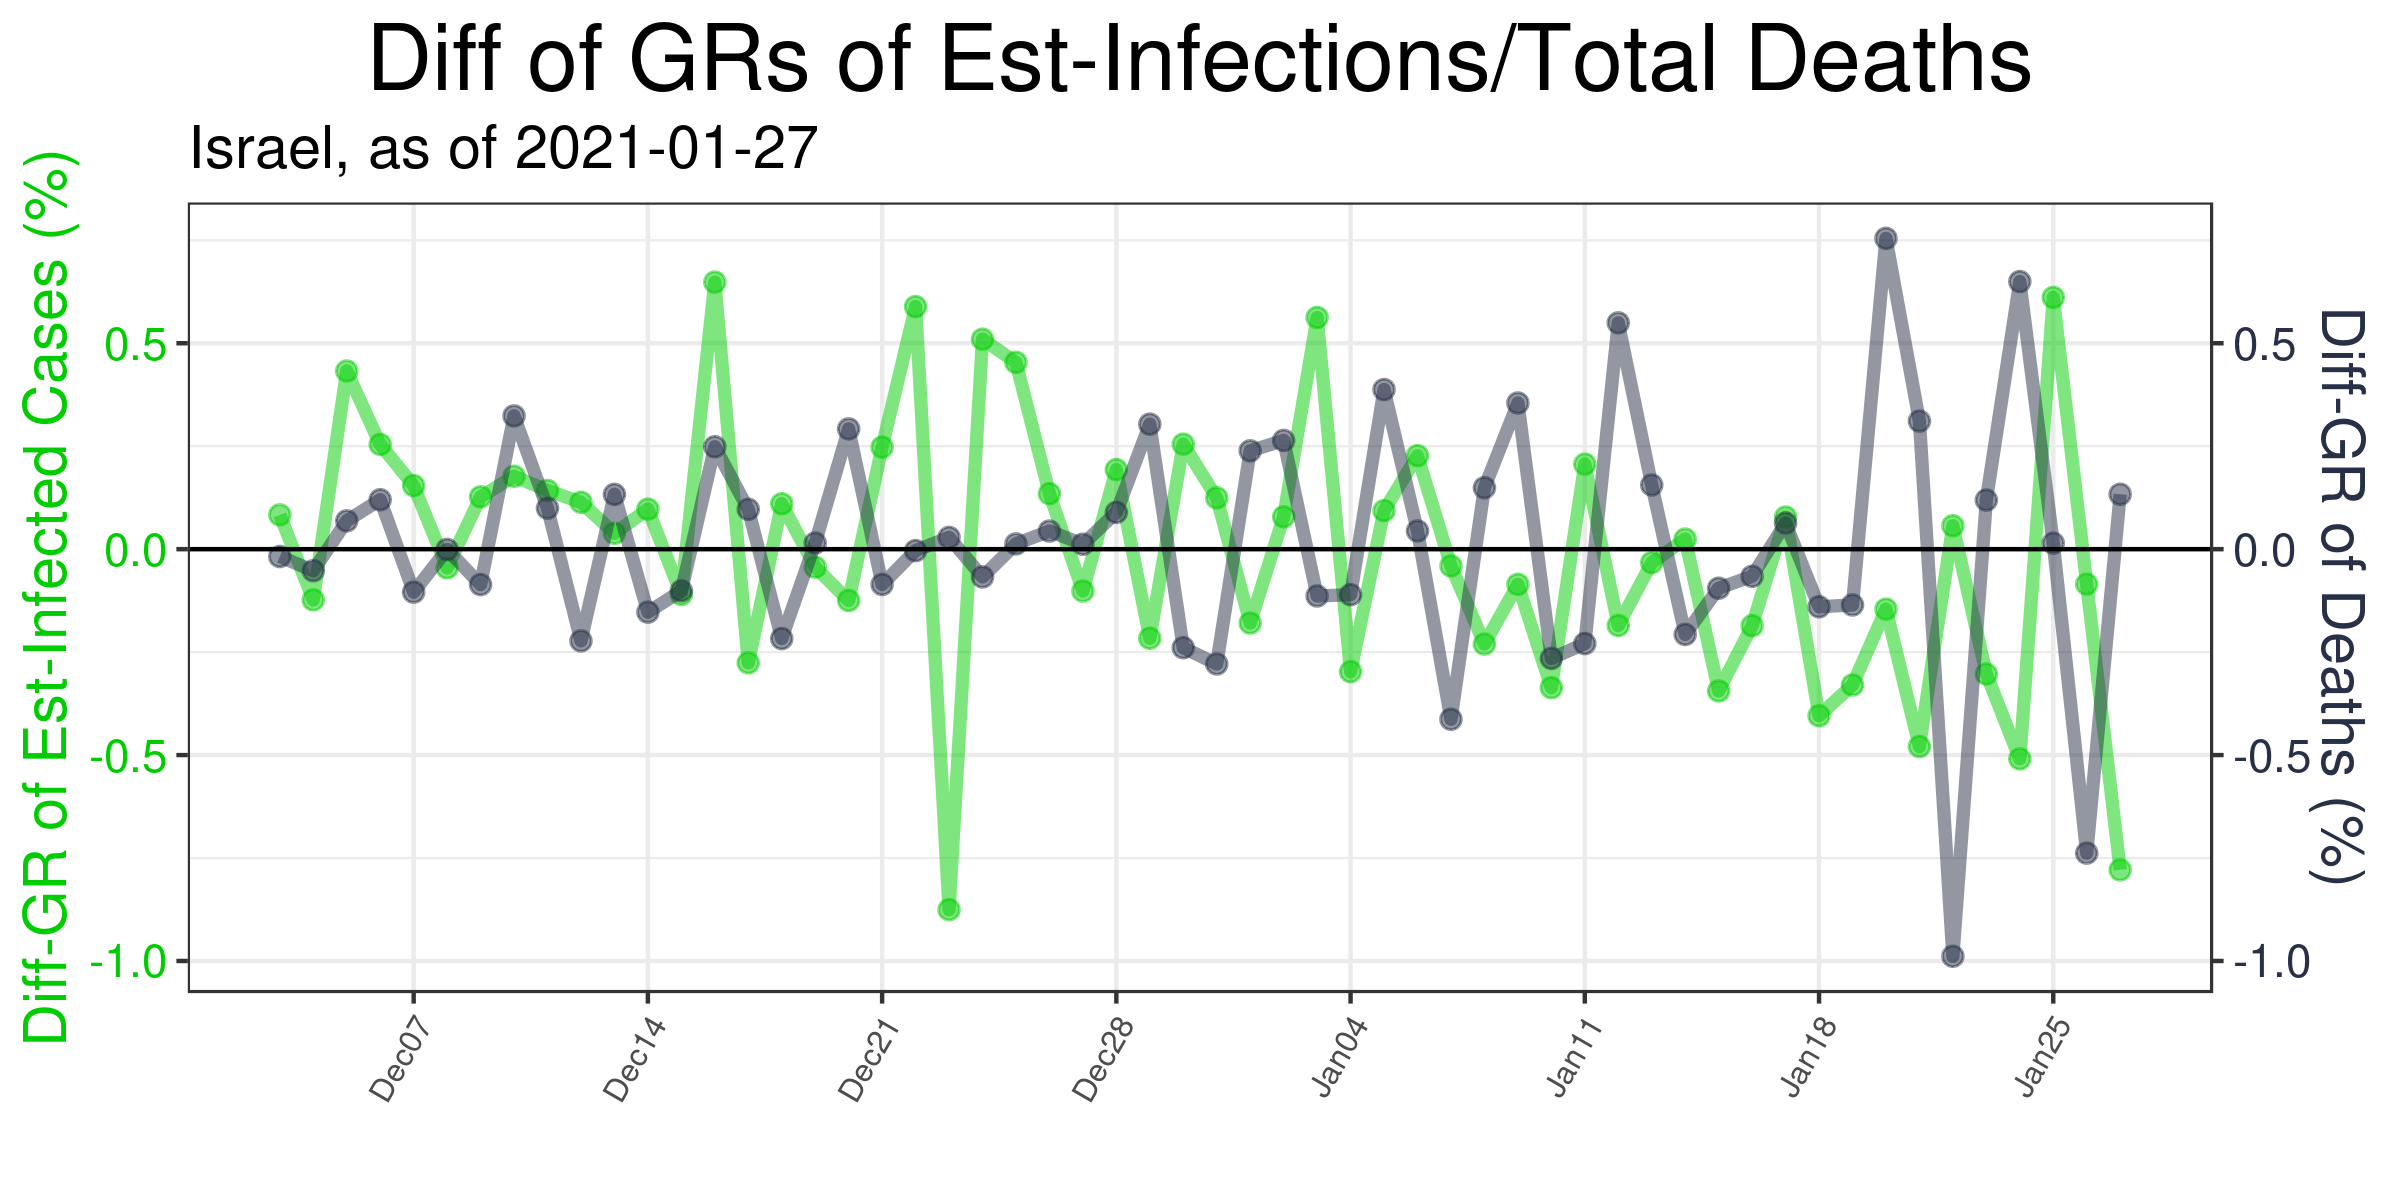 Diff of GRs of Est-Infections/Total Deaths
Israel, as of 2021-01-27
Diff-GR of Est-Infected Cases (%)
0.5
0.0
-0.5
-1.0
0.5
0.0
-0.5
-1.0
Diff-GR of Deaths (%)
Dec07
Dec14
Dec21
Dec28
Jan04
Jan11
Jan18
Jan25